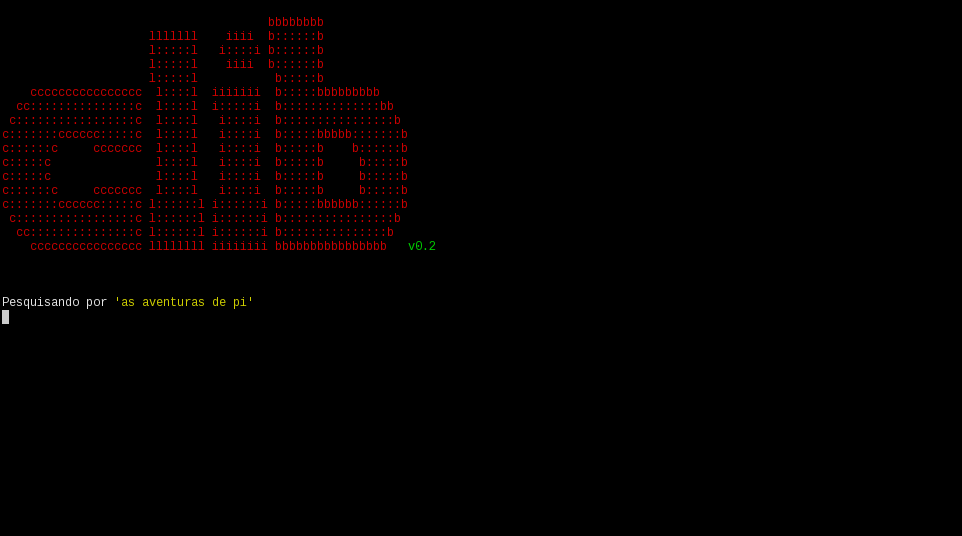 bbbbbbbb
                     lllllll    iiii  b::::::b
                     l:::::l   i::::i b::::::b
                     l:::::l    iiii  b::::::b
                     l:::::l           b:::::b
    cccccccccccccccc  l::::l  iiiiiii  b:::::bbbbbbbbb
  cc:::::::::::::::c  l::::l  i:::::i  b::::::::::::::bb
 c:::::::::::::::::c  l::::l   i::::i  b::::::::::::::::b
c:::::::cccccc:::::c  l::::l   i::::i  b:::::bbbbb:::::::b
c::::::c     ccccccc  l::::l   i::::i  b:::::b    b::::::b
c:::::c               l::::l   i::::i  b:::::b     b:::::b
c:::::c               l::::l   i::::i  b:::::b     b:::::b
c::::::c     ccccccc  l::::l   i::::i  b:::::b     b:::::b
c:::::::cccccc:::::c l::::::l i::::::i b:::::bbbbbb::::::b
 c:::::::::::::::::c l::::::l i::::::i b::::::::::::::::b
  cc:::::::::::::::c l::::::l i::::::i b:::::::::::::::b
    cccccccccccccccc llllllll iiiiiiii bbbbbbbbbbbbbbbb   v0.2
Pesquisando por 'as aventuras de pi'